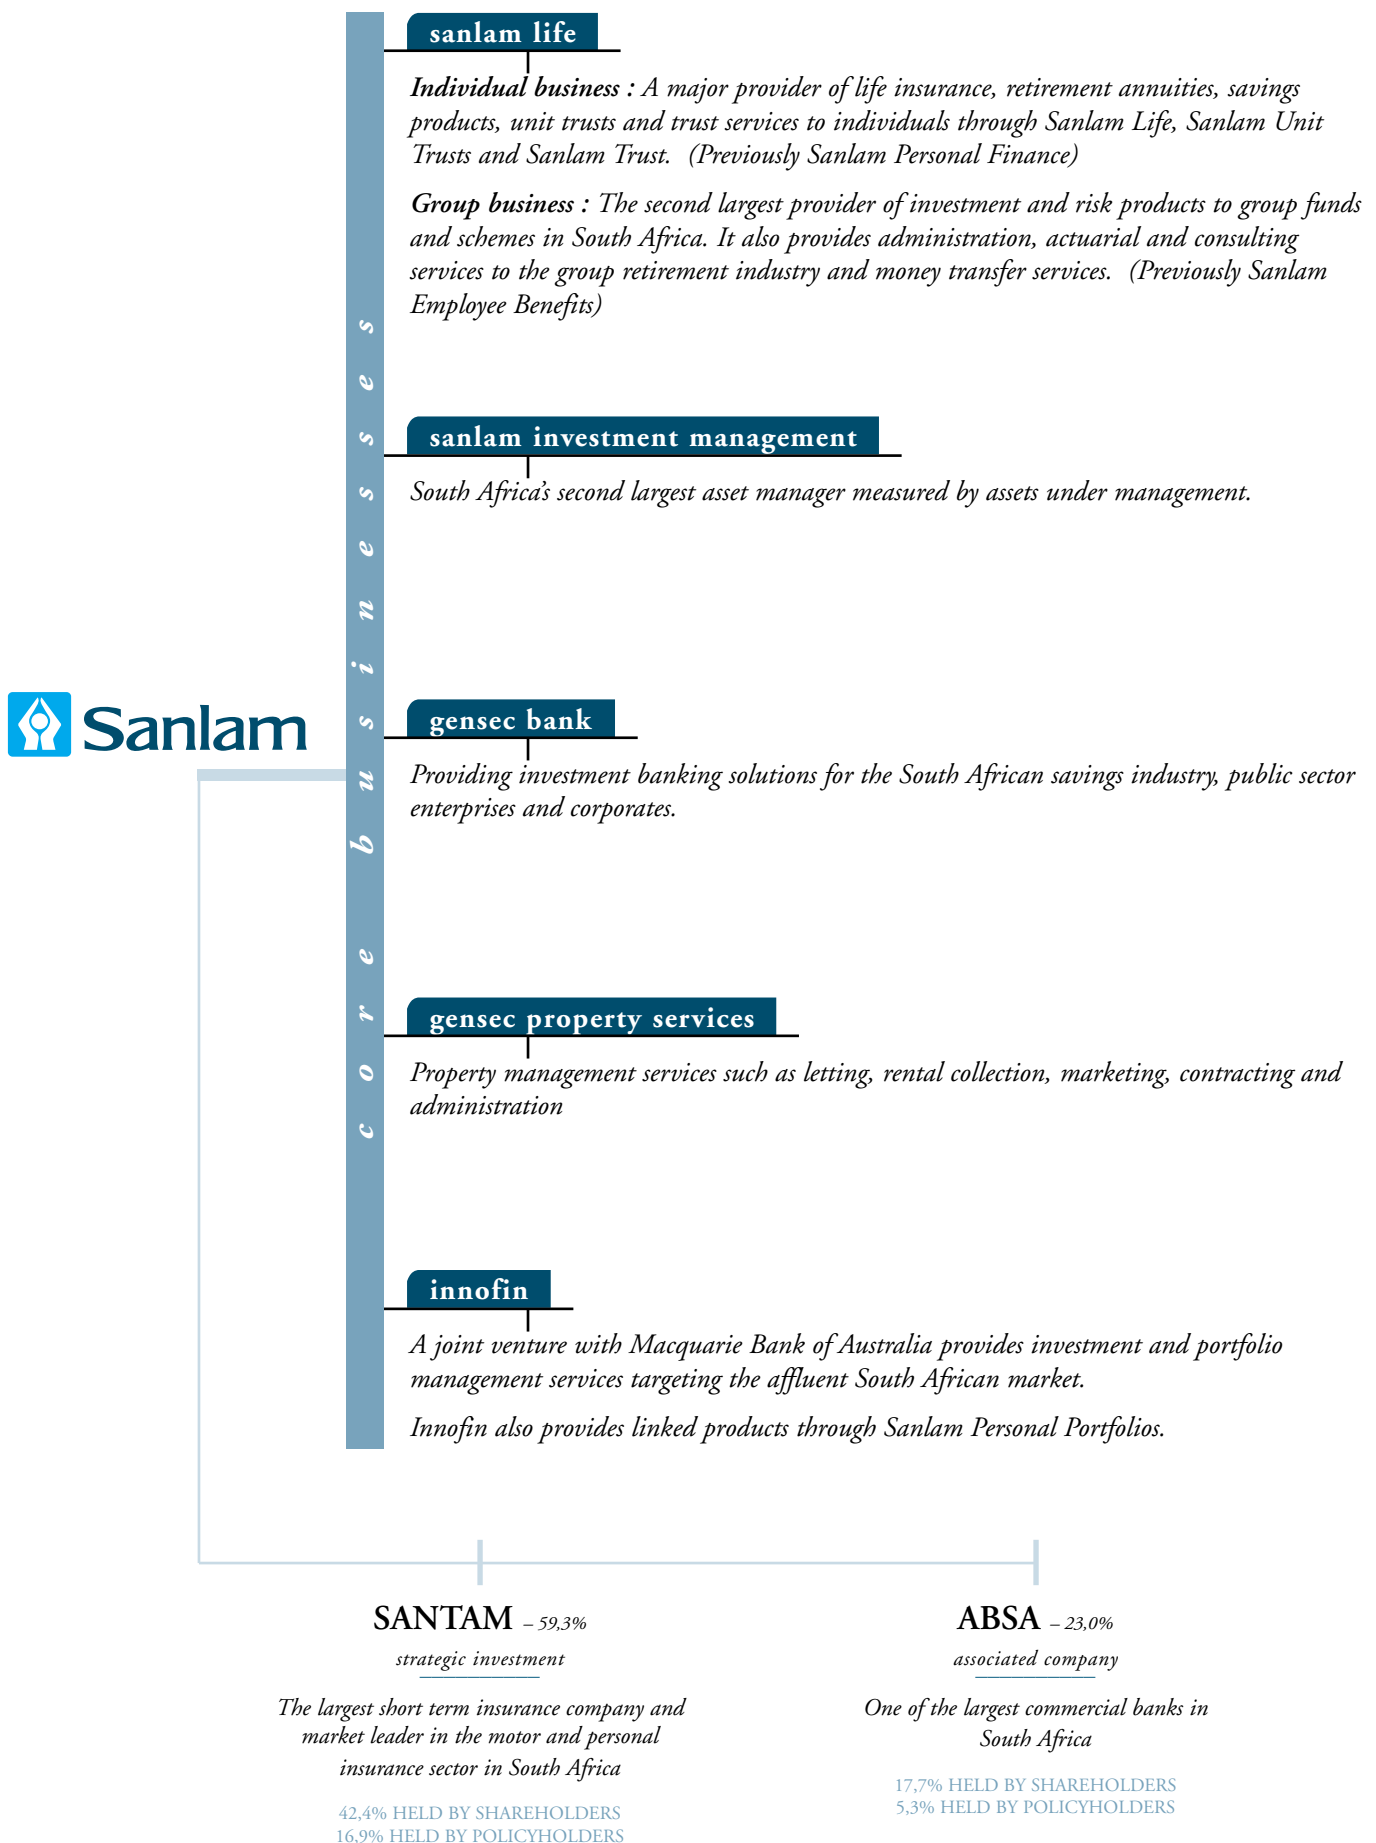 sanlam life
Individual business : A major provider of life insurance, retirement annuities, savings
products, unit trusts and trust services to individuals through Sanlam Life, Sanlam Unit
Trusts and Sanlam Trust. (Previously Sanlam Personal Finance)
Group business : The second largest provider of investment and risk products to group funds
and schemes in South Africa. It also provides administration, actuarial and consulting
services to the group retirement industry and money transfer services. (Previously Sanlam
Employee Benefits)
core businesses
sanlam investment management
South Africa's second largest asset manager measured by assets under management.
Sanlam
gensec bank
Providing investment banking solutions for the South African savings industry, public sector
enterprises and corporates.
gensec property services
Property management services such as letting, rental collection, marketing, contracting and
administration
innofin
A joint venture with Macquarie Bank of Australia provides investment and portfolio
management services targeting the affluent South African market.
Innofin also provides linked products through Sanlam Personal Portfolios.
SANTAM – 59,3%
strategic investment
The largest short term insurance company and
market leader in the motor and personal
insurance sector in South Africa
42,4% HELD BY SHAREHOLDERS
16,9% HELD BY POLICYHOLDERS
ABSA – 23,0%
associated company
One of the largest commercial banks in
South Africa
17,7% HELD BY SHAREHOLDERS
5,3% HELD BY POLICYHOLDERS